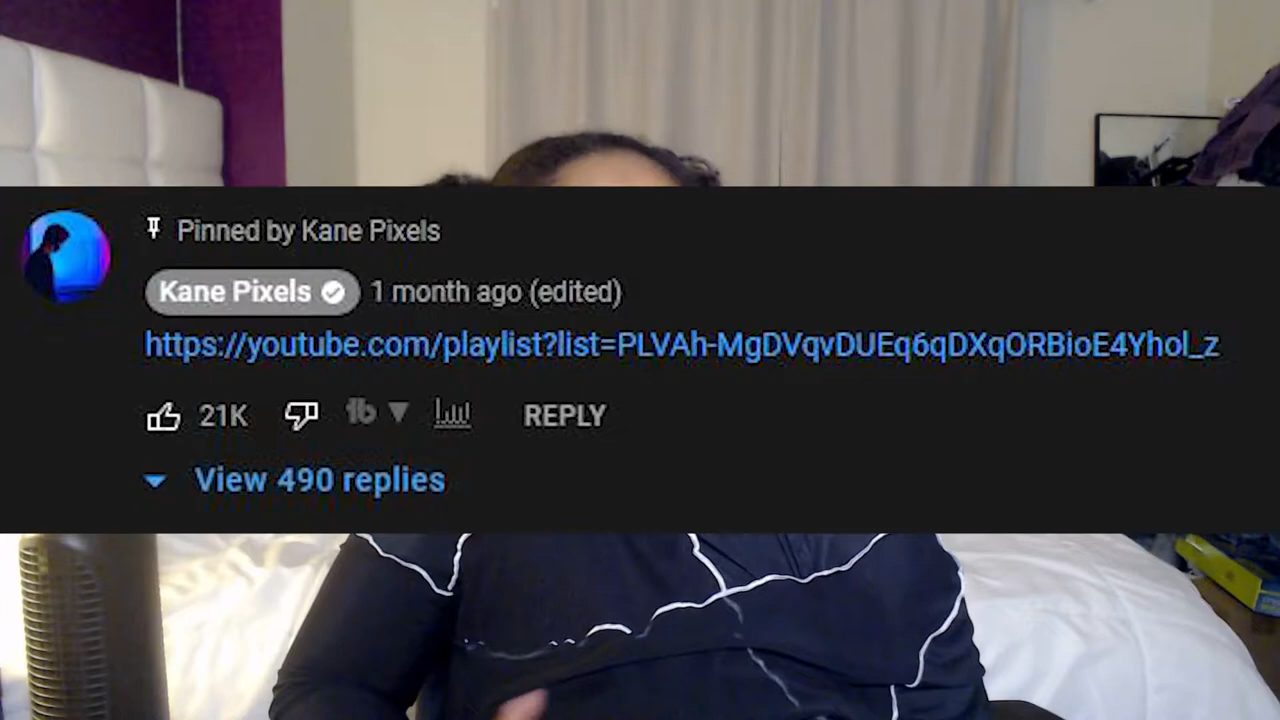 Pinned by Kane Pixels
Kane Pixels 1 month ago (edited)
https://youtube.com/playlist?list=PLVAh-MgDVqvDUEq6qDXqORBioE4Yhol_z
21K REPLY
View 490 replies